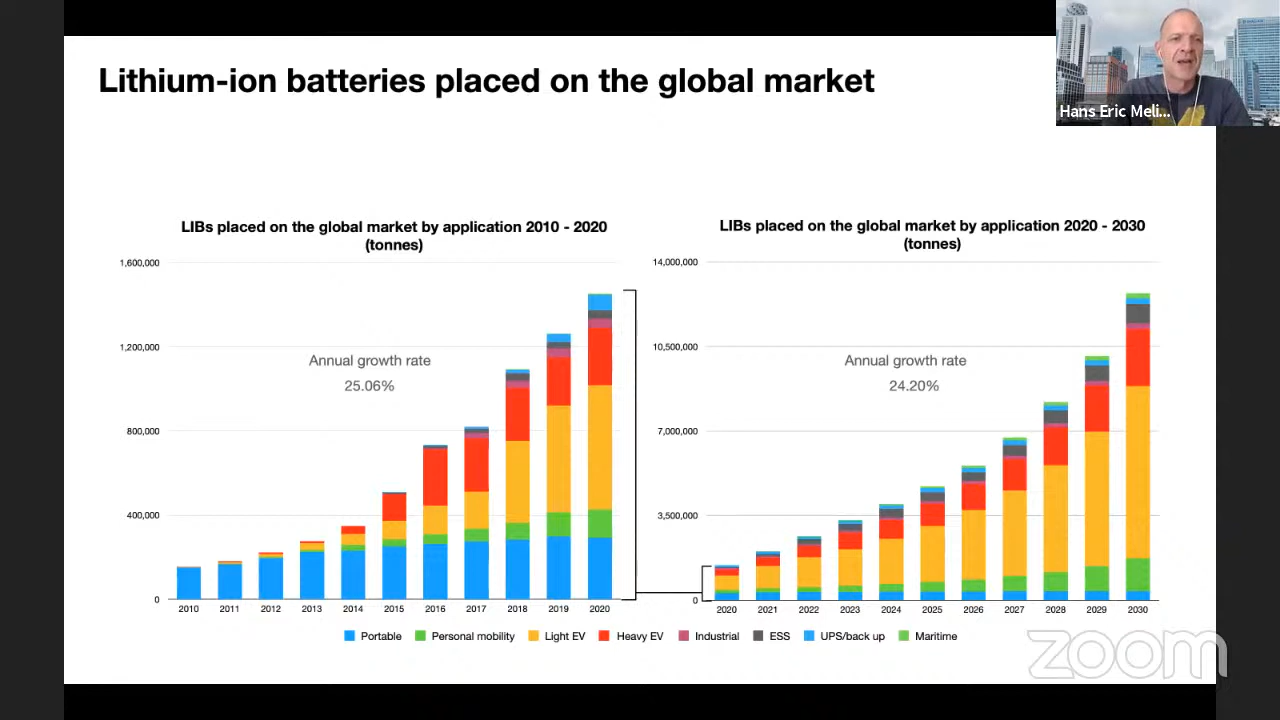 Lithium-ion batteries placed on the global market
Hans Eric Meli...
LIBs placed on the global market by application 2010 - 2020
(tonnes)
1,600,000
1,200,000
800,000
400,000
0
Annual growth rate
25.06%
2010 2011 2012 2013 2014 2015 2016 2017 2018 2019 2020
LIBs placed on the global market by application 2020 - 2030
(tonnes)
14,000,000
10,500,000
7,000,000
3,500,000
0
Annual growth rate
24.20%
2020 2021 2022 2023 2024 2025 2026 2027 2028 2029 2030
Portable Personal mobility Light EV Heavy EV Industrial ESS UPS/back up Maritime
zoom